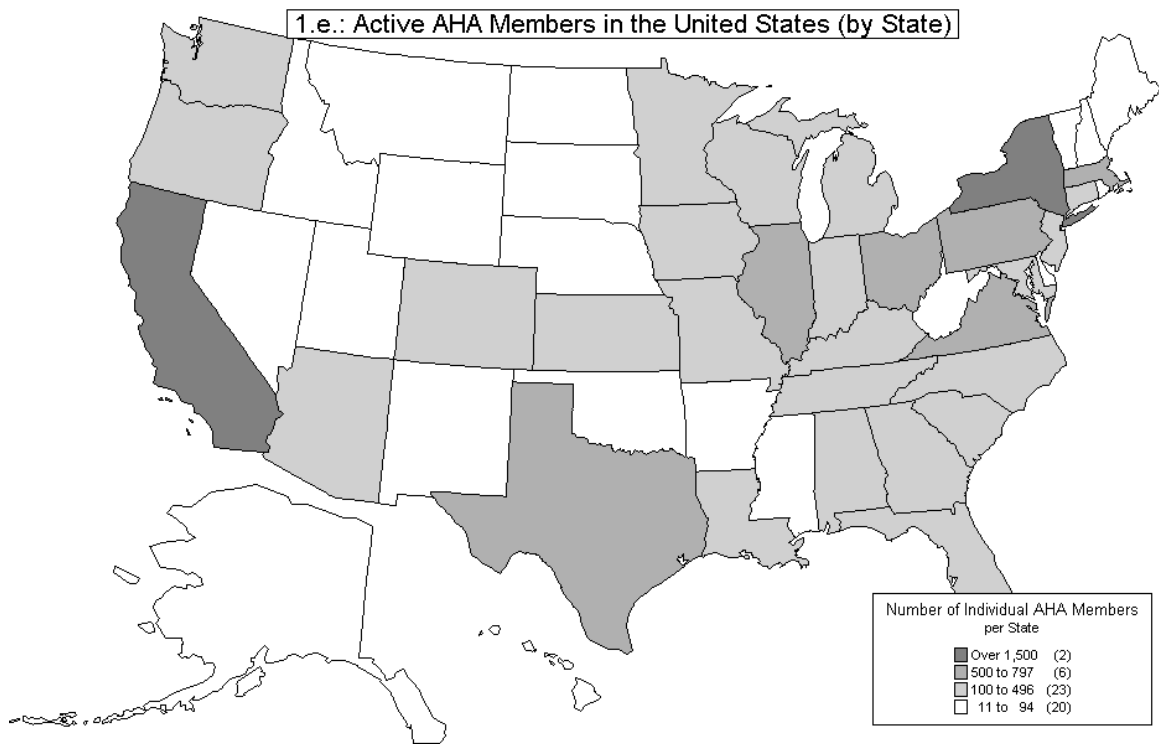 1.e.: Active AHA Members in the United States (by State)
Number of Individual AHA Members
per State
Over 1,500 (2)
500 to 797 (6)
100 to 496 (23)
11 to 94 (20)